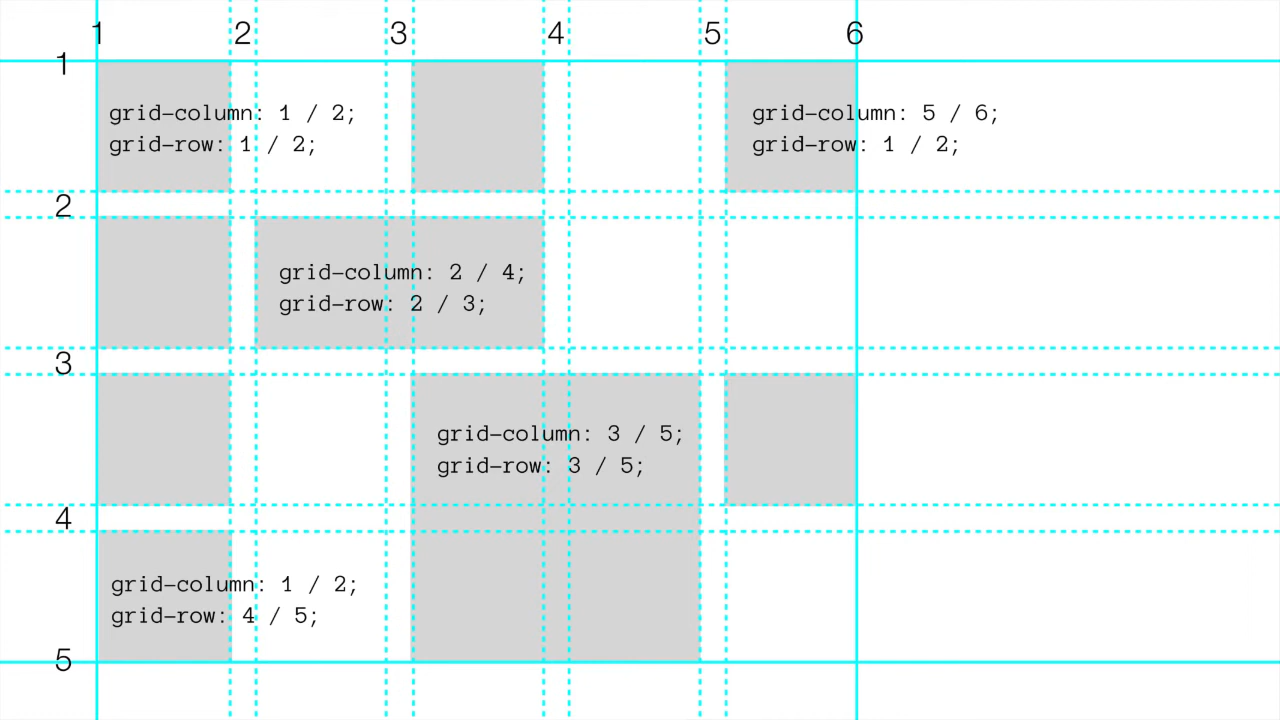 1 2 3 4 5 6
1
grid-column: 1 / 2;
grid-row: 1 / 2;
grid-column: 5 / 6;
grid-row: 1 / 2;
2
grid-column: 2 / 4;
grid-row: 2 / 3;
3
grid-column: 3 / 5;
grid-row: 3 / 5;
4
grid-column: 1 / 2;
grid-row: 4 / 5;
5